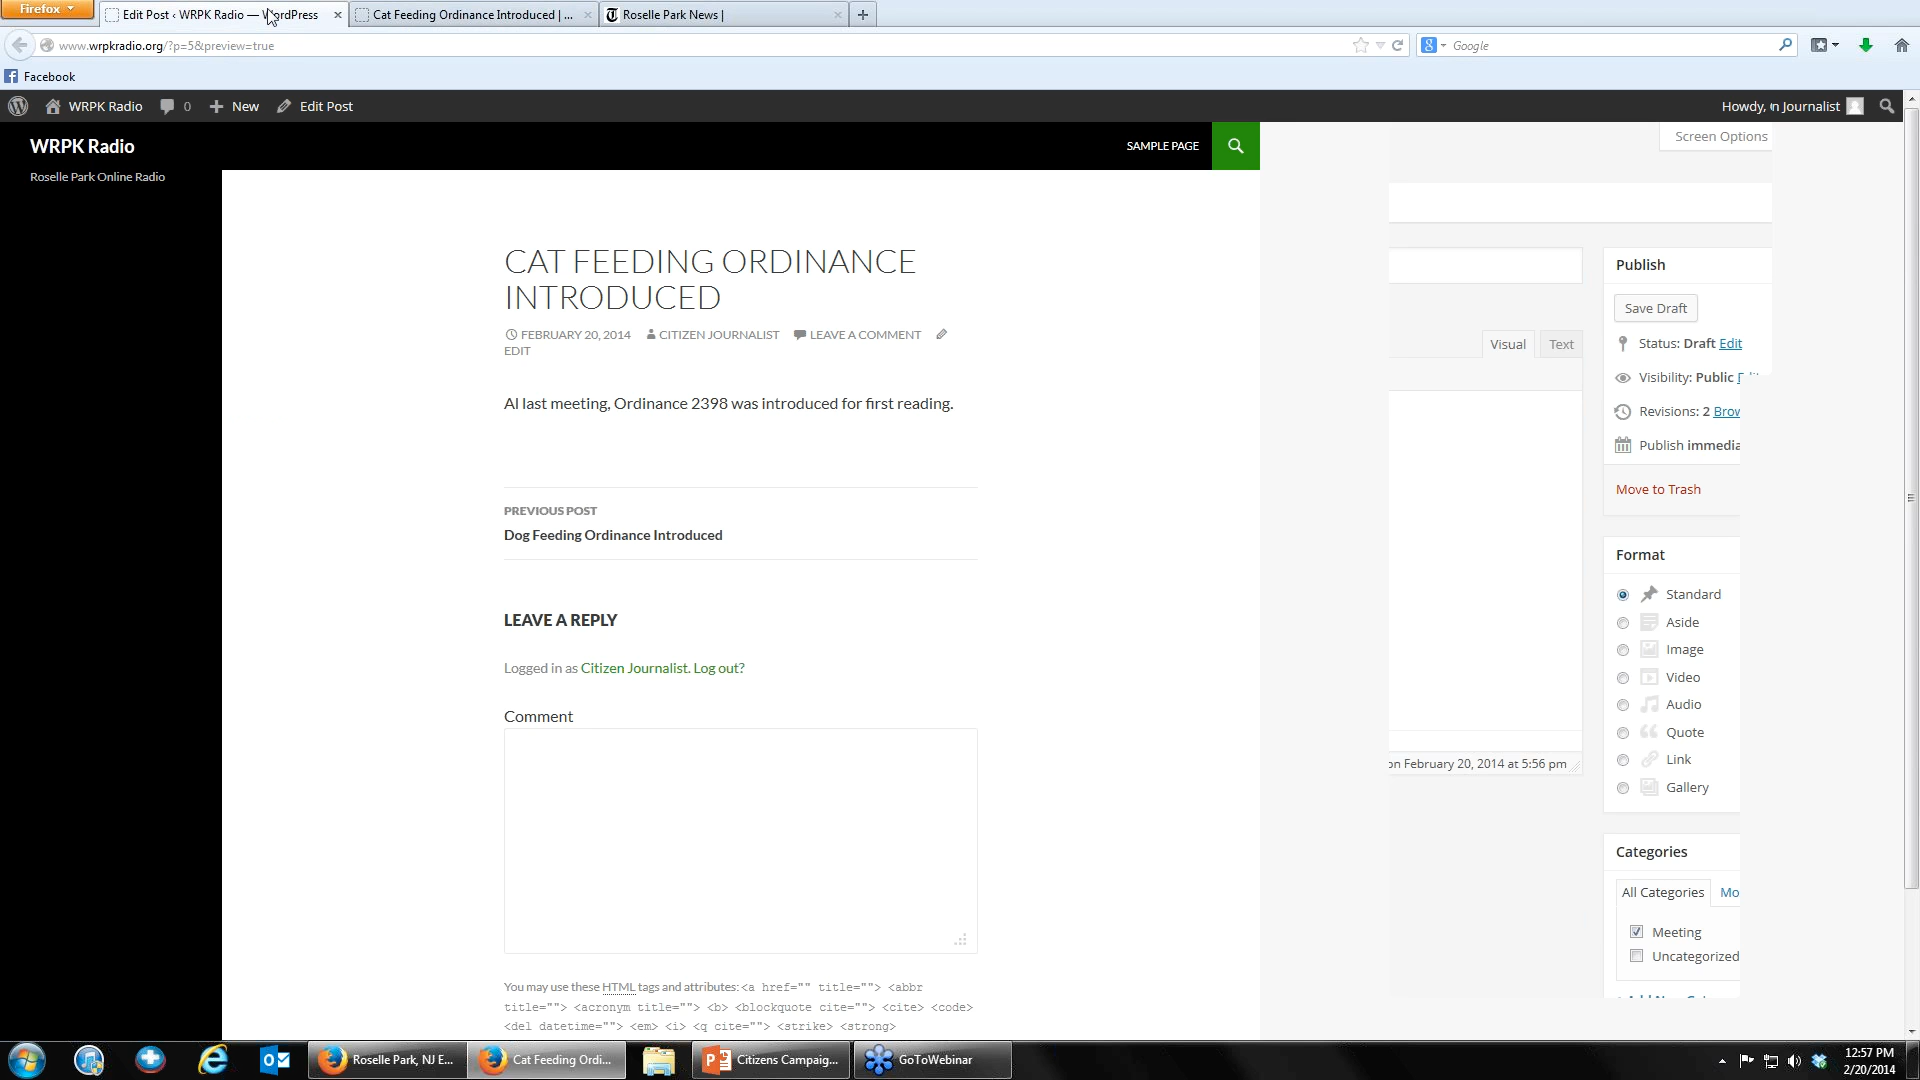 Firefox
Edit Post ‹ WRPK Radio — WordPress
Cat Feeding Ordinance Introduced | ...
Roselle Park News |
www.wrpkradio.org/?p=5&preview=true
Google
Facebook
WRPK Radio 0 New Edit Post
Howdy, n Journalist
WRPK Radio
SAMPLE PAGE
Roselle Park Online Radio
Screen Options
CAT FEEDING ORDINANCE
INTRODUCED
FEBRUARY 20, 2014 CITIZEN JOURNALIST LEAVE A COMMENT
EDIT
Al last meeting, Ordinance 2398 was introduced for first reading.
PREVIOUS POST
Dog Feeding Ordinance Introduced
LEAVE A REPLY
Logged in as Citizen Journalist. Log out?
Comment
You may use these HTML tags and attributes: <a href="" title=""> <abbr
title=""> <acronym title=""> <b> <blockquote cite=""> <cite> <code>
<del datetime=""> <em> <i> <q cite=""> <strike> <strong>
Visual Text
on February 20, 2014 at 5:56 pm
Publish
Save Draft
Status: Draft Edit
Visibility: Public
Revisions: 2 Brow
Publish immedia
Move to Trash
Format
Standard
Aside
Image
Video
Audio
Quote
Link
Gallery
Categories
All Categories Mo
Meeting
Uncategorized
Roselle Park, NJ E...
Cat Feeding Ordi...
Citizens Campaig...
GoToWebinar
12:57 PM
2/20/2014